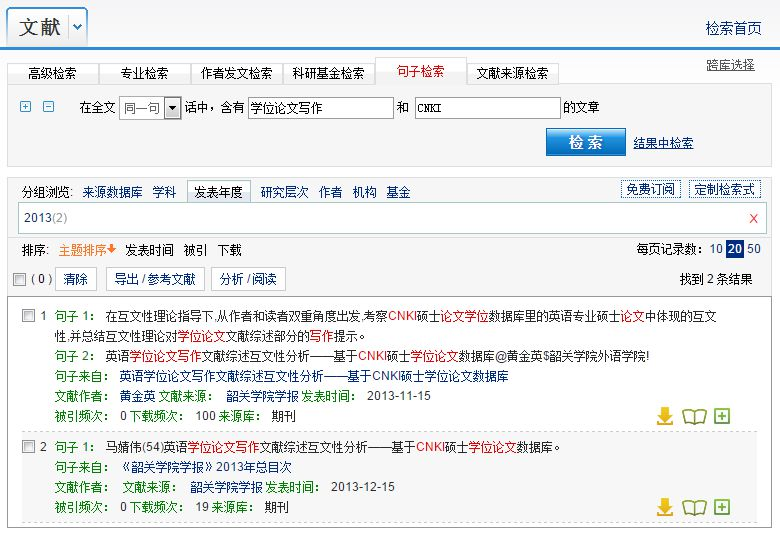 文献
检索首页
高级检索 专业检索 作者发文检索 科研基金检索 句子检索 文献来源检索 跨库选择
在全文 同一句 话中，含有 学位论文写作 和 CNKI 的文章
检 索 结果中检索
分组浏览: 来源数据库 学科 发表年度 研究层次 作者 机构 基金 免费订阅 定制检索式
2013(2) X
排序: 主题排序 发表时间 被引 下载 每页记录数: 10 20 50
( 0 ) 清除 导出 / 参考文献 分析 / 阅读 找到 2 条结果
1 句子 1： 在互文性理论指导下,从作者和读者双重角度出发,考察CNKI硕士论文学位数据库里的英语专业硕士论文中体现的互文
性,并总结互文性理论对学位论文文献综述部分的写作提示。
句子 2： 英语学位论文写作文献综述互文性分析——基于CNKI硕士学位论文数据库@黄金英$韶关学院外语学院!
句子来自： 英语学位论文写作文献综述互文性分析——基于CNKI硕士学位论文数据库
文献作者： 黄金英 文献来源： 韶关学院学报 发表时间： 2013-11-15
被引频次： 0 下载频次： 100 来源库： 期刊
2 句子 1： 马婧伟(54)英语学位论文写作文献综述互文性分析——基于CNKI硕士学位论文数据库。
句子来自： 《韶关学院学报》2013年总目次
文献作者： 文献来源： 韶关学院学报 发表时间： 2013-12-15
被引频次： 0 下载频次： 19 来源库： 期刊